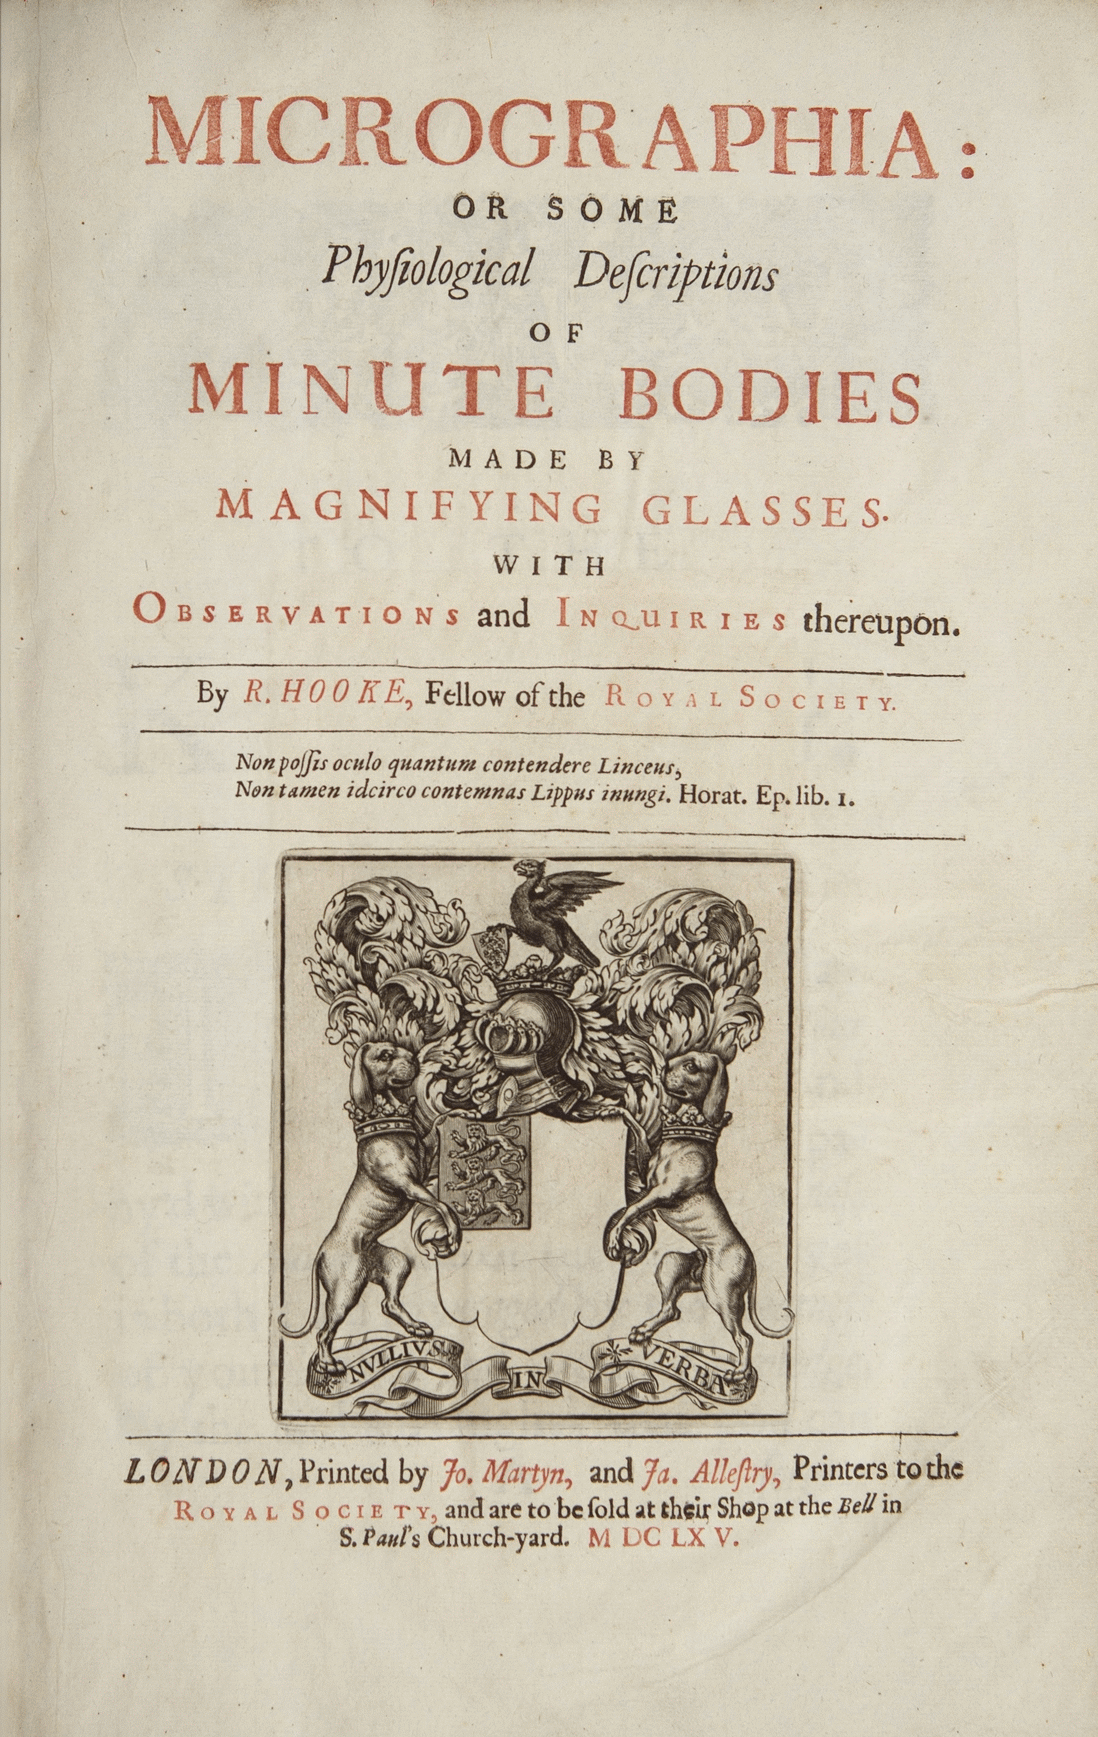 MICROGRAPHIA:
OR SOME
Phyſiological Deſcriptions
OF
MINUTE BODIES
MADE BY
MAGNIFYING GLASSES.
WITH
OBSERVATIONS and INQUIRIES thereupon.
By R. HOOKE, Fellow of the ROYAL SOCIETY.
Non poſſis oculo quantum contendere Linceus,
Non tamen idcirco contemnas Lippus inungi. Horat. Ep. lib. 1.
NVLLIVS IN VERBA
LONDON, Printed by Jo. Martyn, and Ja. Alleſtry, Printers to the
ROYAL SOCIETY, and are to be ſold at their Shop at the Bell in
S. Paul's Church-yard. M DC LX V.